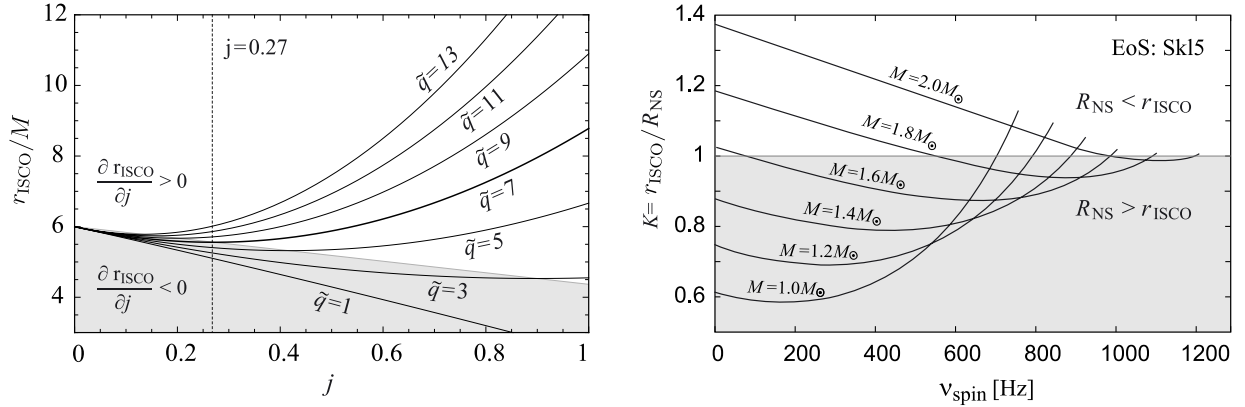 12
10
8
6
4
r_ISCO/M
0
0.2
0.4
0.6
0.8
1
j
j=0.27
∂ r_ISCO
∂j
> 0
∂ r_ISCO
∂j
< 0
q̃=13
q̃=11
q̃=9
q̃=7
q̃=5
q̃=3
q̃=1
1.4
1.2
1
0.8
0.6
K= r_ISCO/R_NS
0
200
400
600
800
1000
1200
ν_spin [Hz]
EoS: Skl5
R_NS < r_ISCO
R_NS > r_ISCO
M=2.0M⊙
M=1.8M⊙
M=1.6M⊙
M=1.4M⊙
M=1.2M⊙
M=1.0M⊙